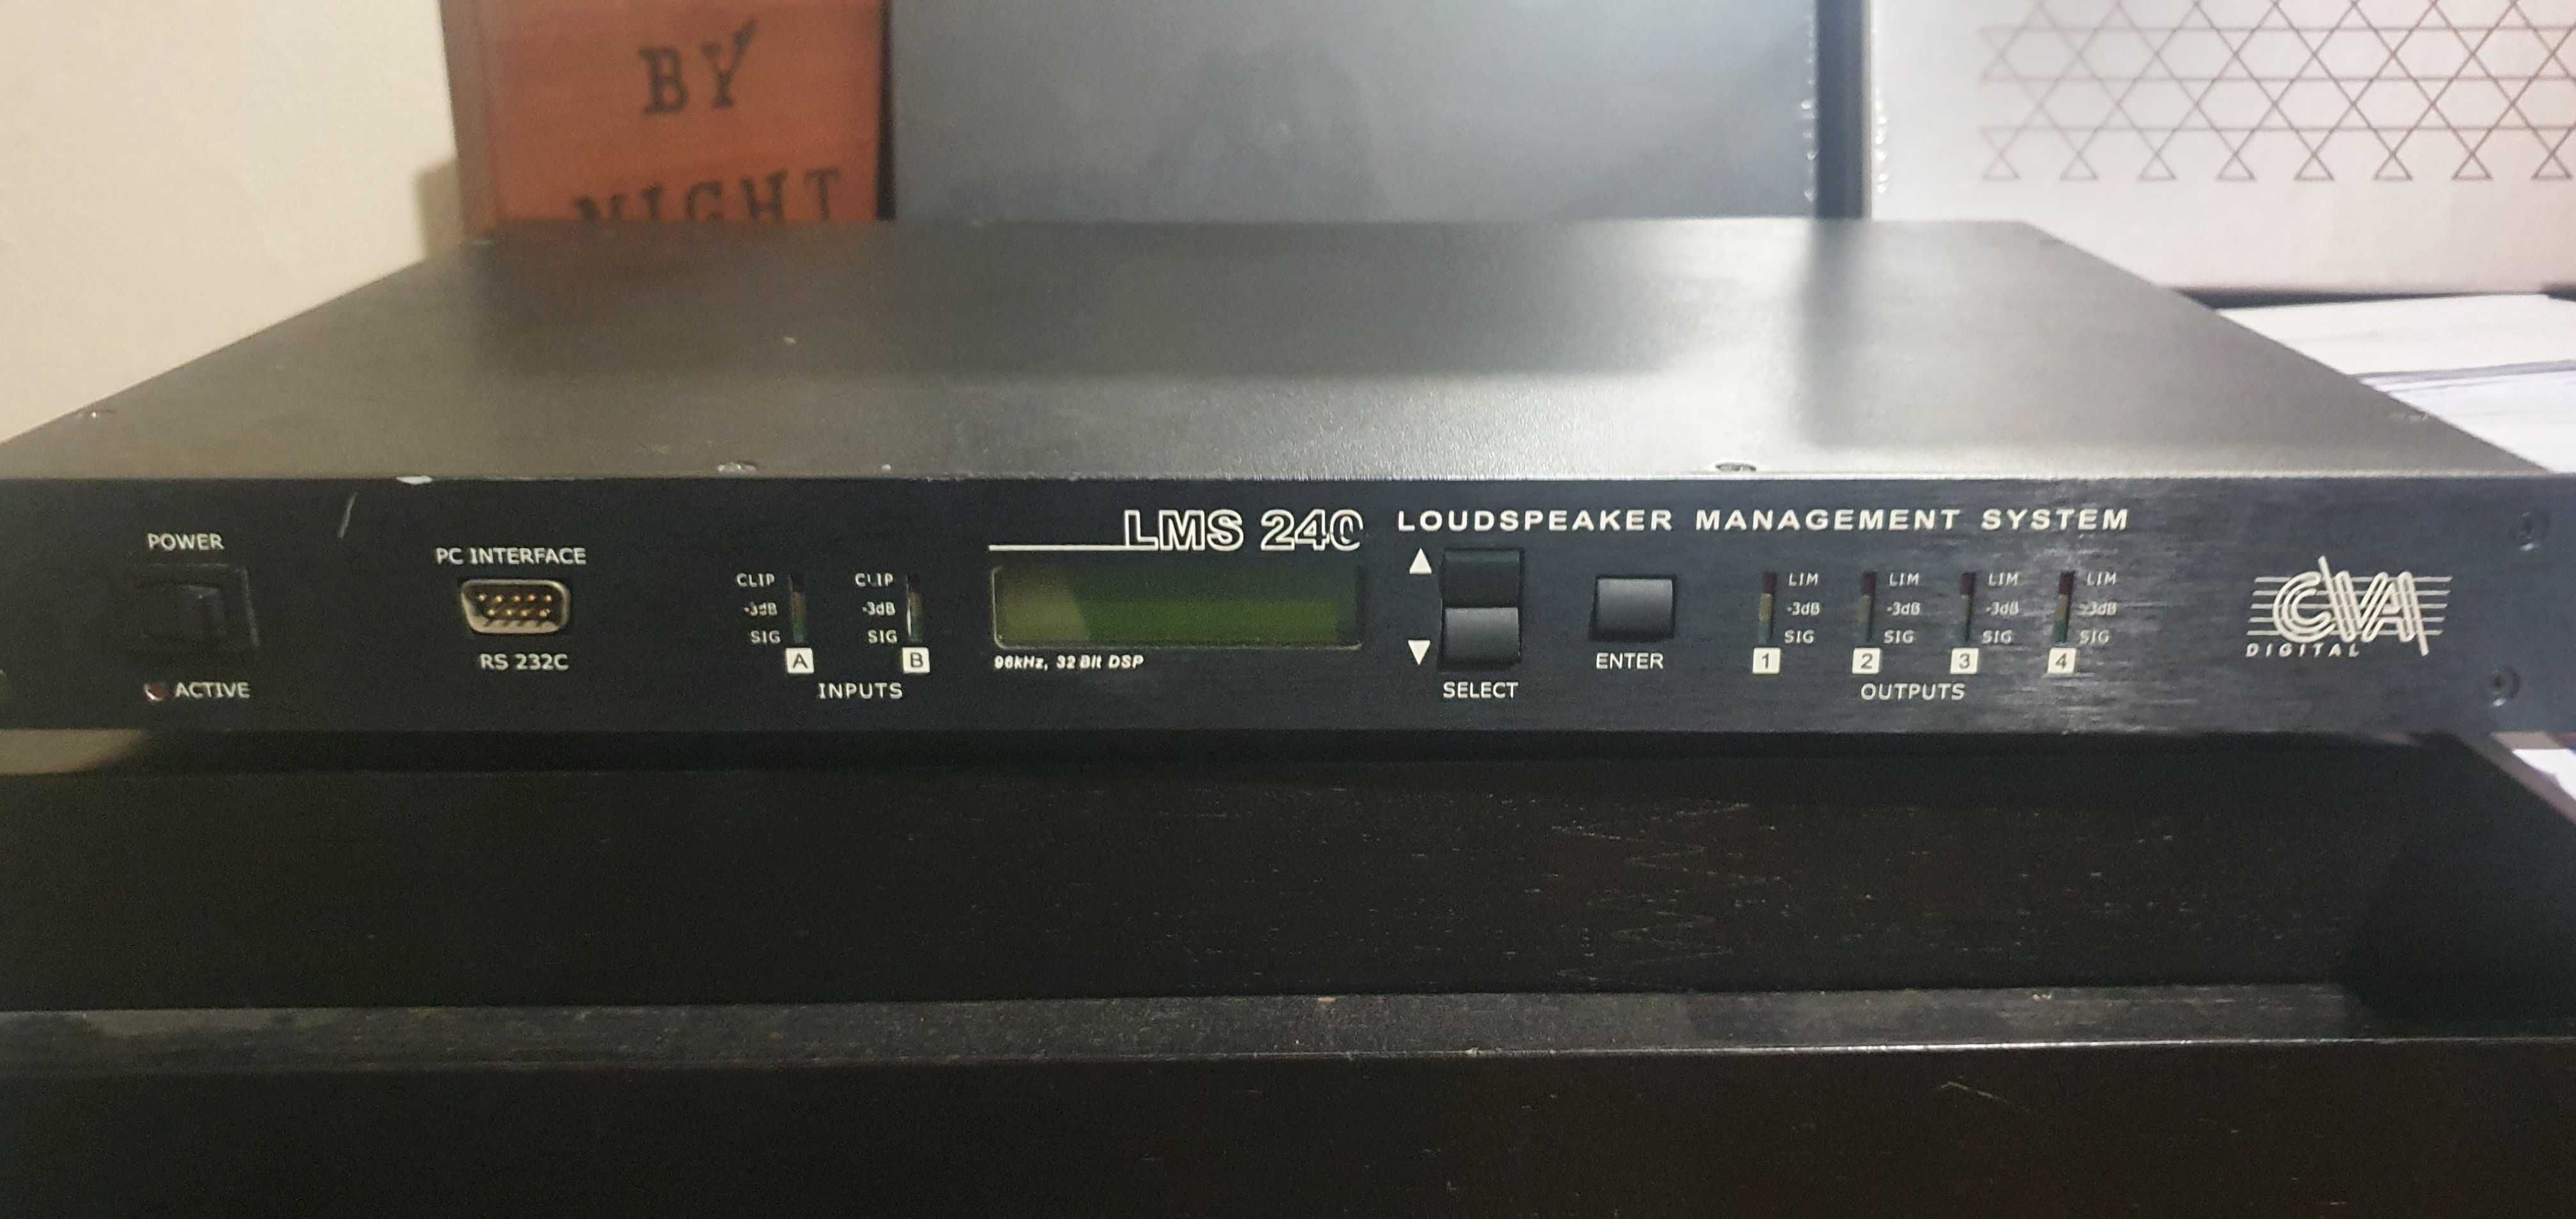 BY
NIGHT
LMS 240 LOUDSPEAKER MANAGEMENT SYSTEM
POWER
ACTIVE
PC INTERFACE
RS 232C
CLIP
-3dB
SIG
A
CLIP
-3dB
SIG
B
INPUTS
96kHz, 32 Bit DSP
SELECT
ENTER
LIM
-3dB
SIG
1
LIM
-3dB
SIG
2
LIM
-3dB
SIG
3
LIM
-3dB
SIG
4
OUTPUTS
CVA
DIGITAL